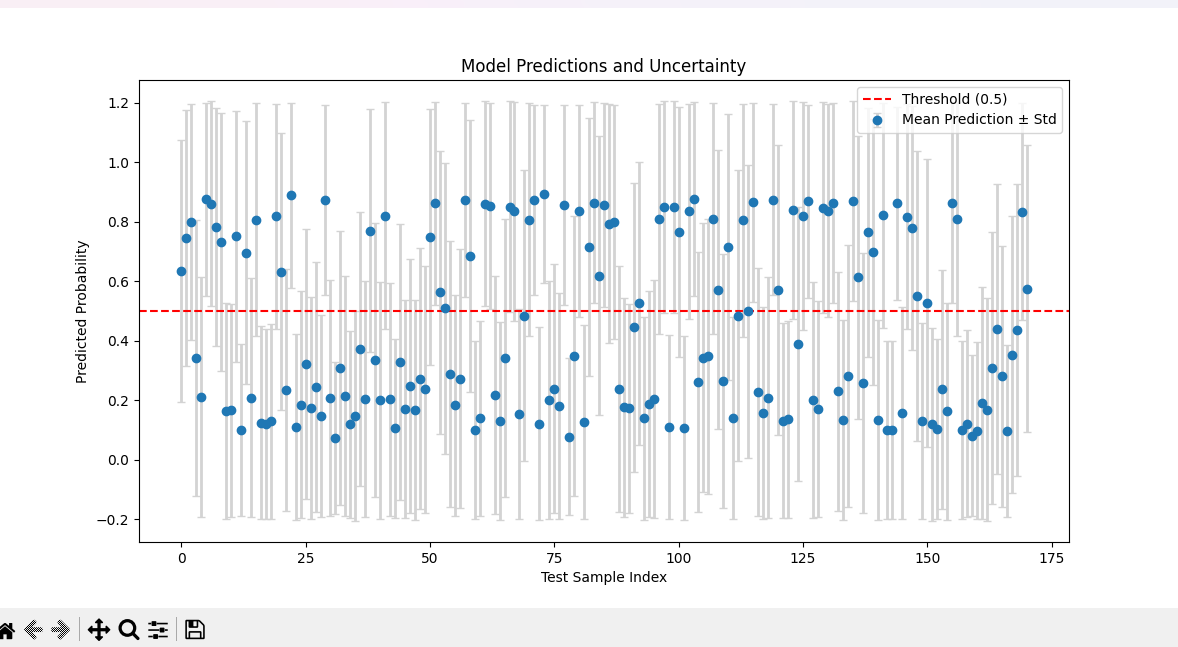 Model Predictions and Uncertainty
Threshold (0.5)
Mean Prediction ± Std
Predicted Probability
1.2
1.0
0.8
0.6
0.4
0.2
0.0
−0.2
0 25 50 75 100 125 150 175
Test Sample Index